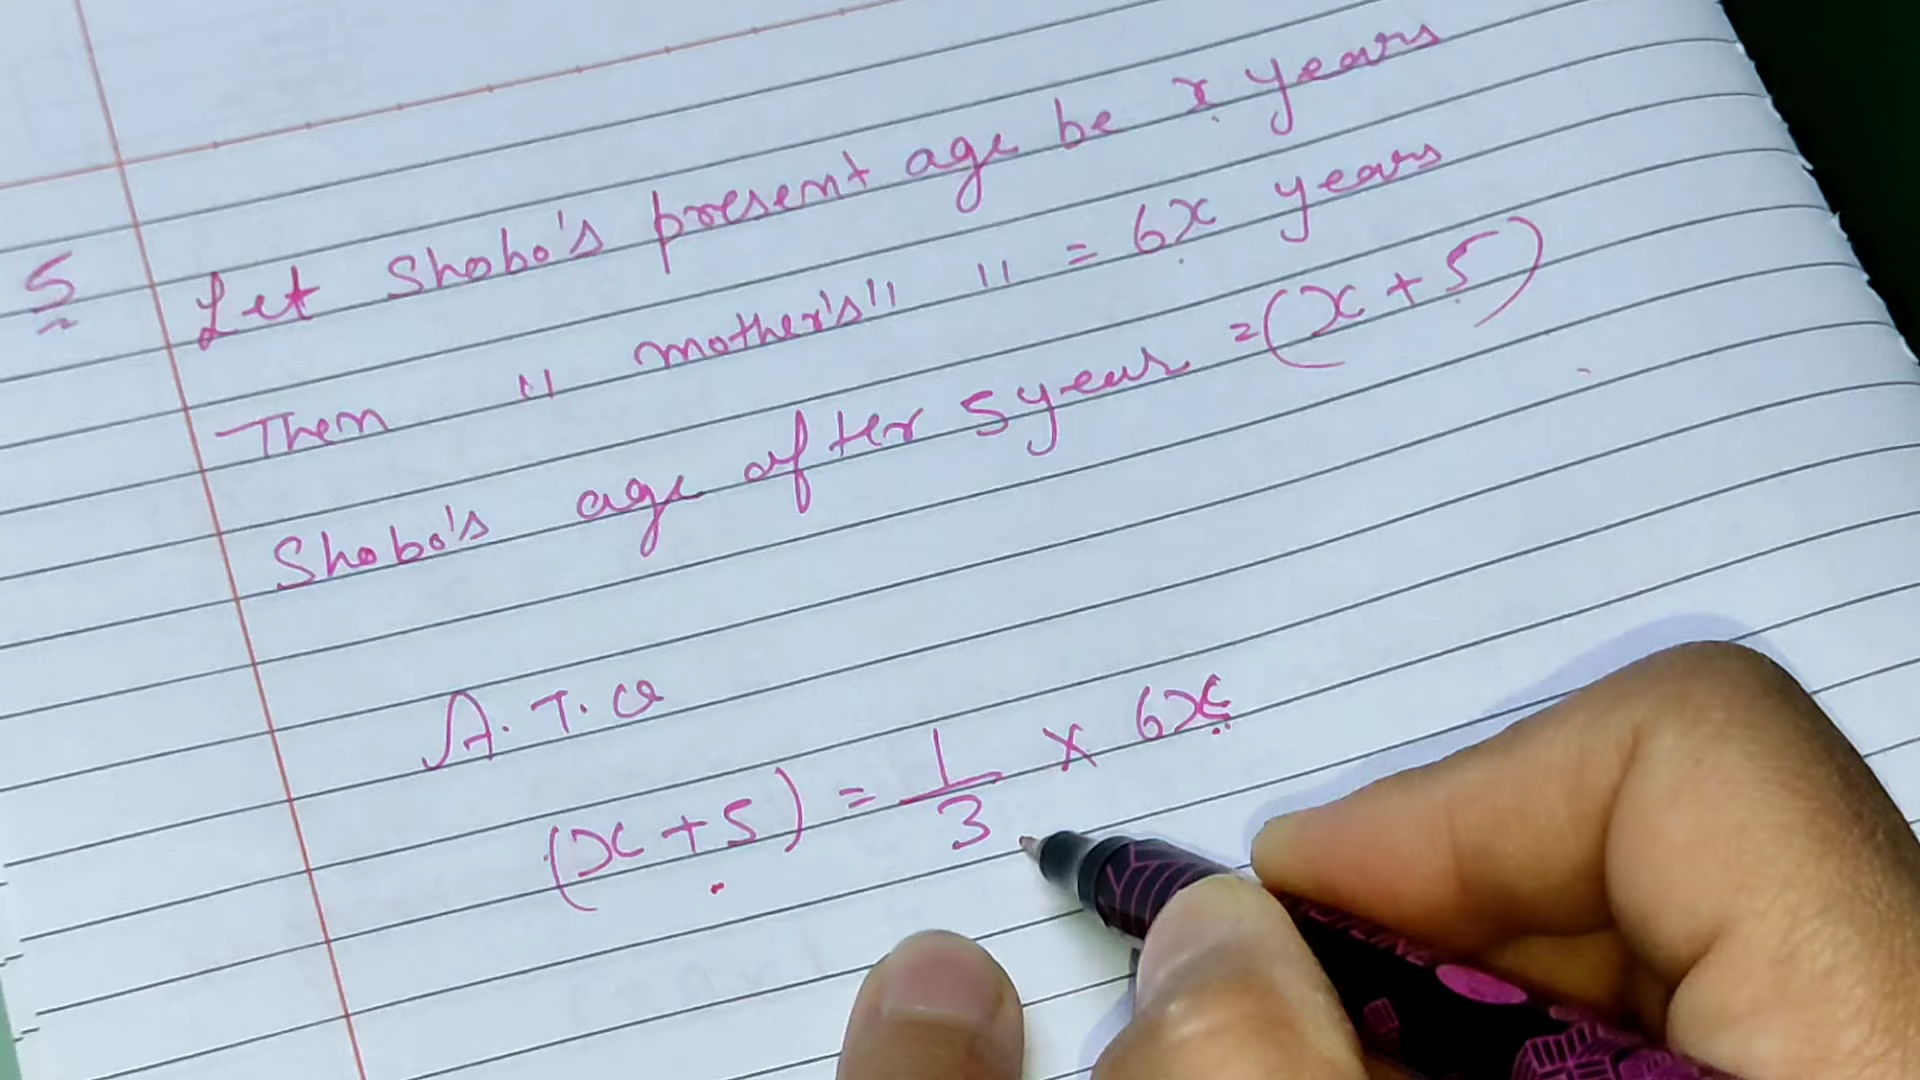 5
Let Shobo's present age be x years
Then " mother's " " = 6x years
Shobo's age after 5 year = (x + 5)
A.T.Q
(x + 5) = 1/3 × 6x